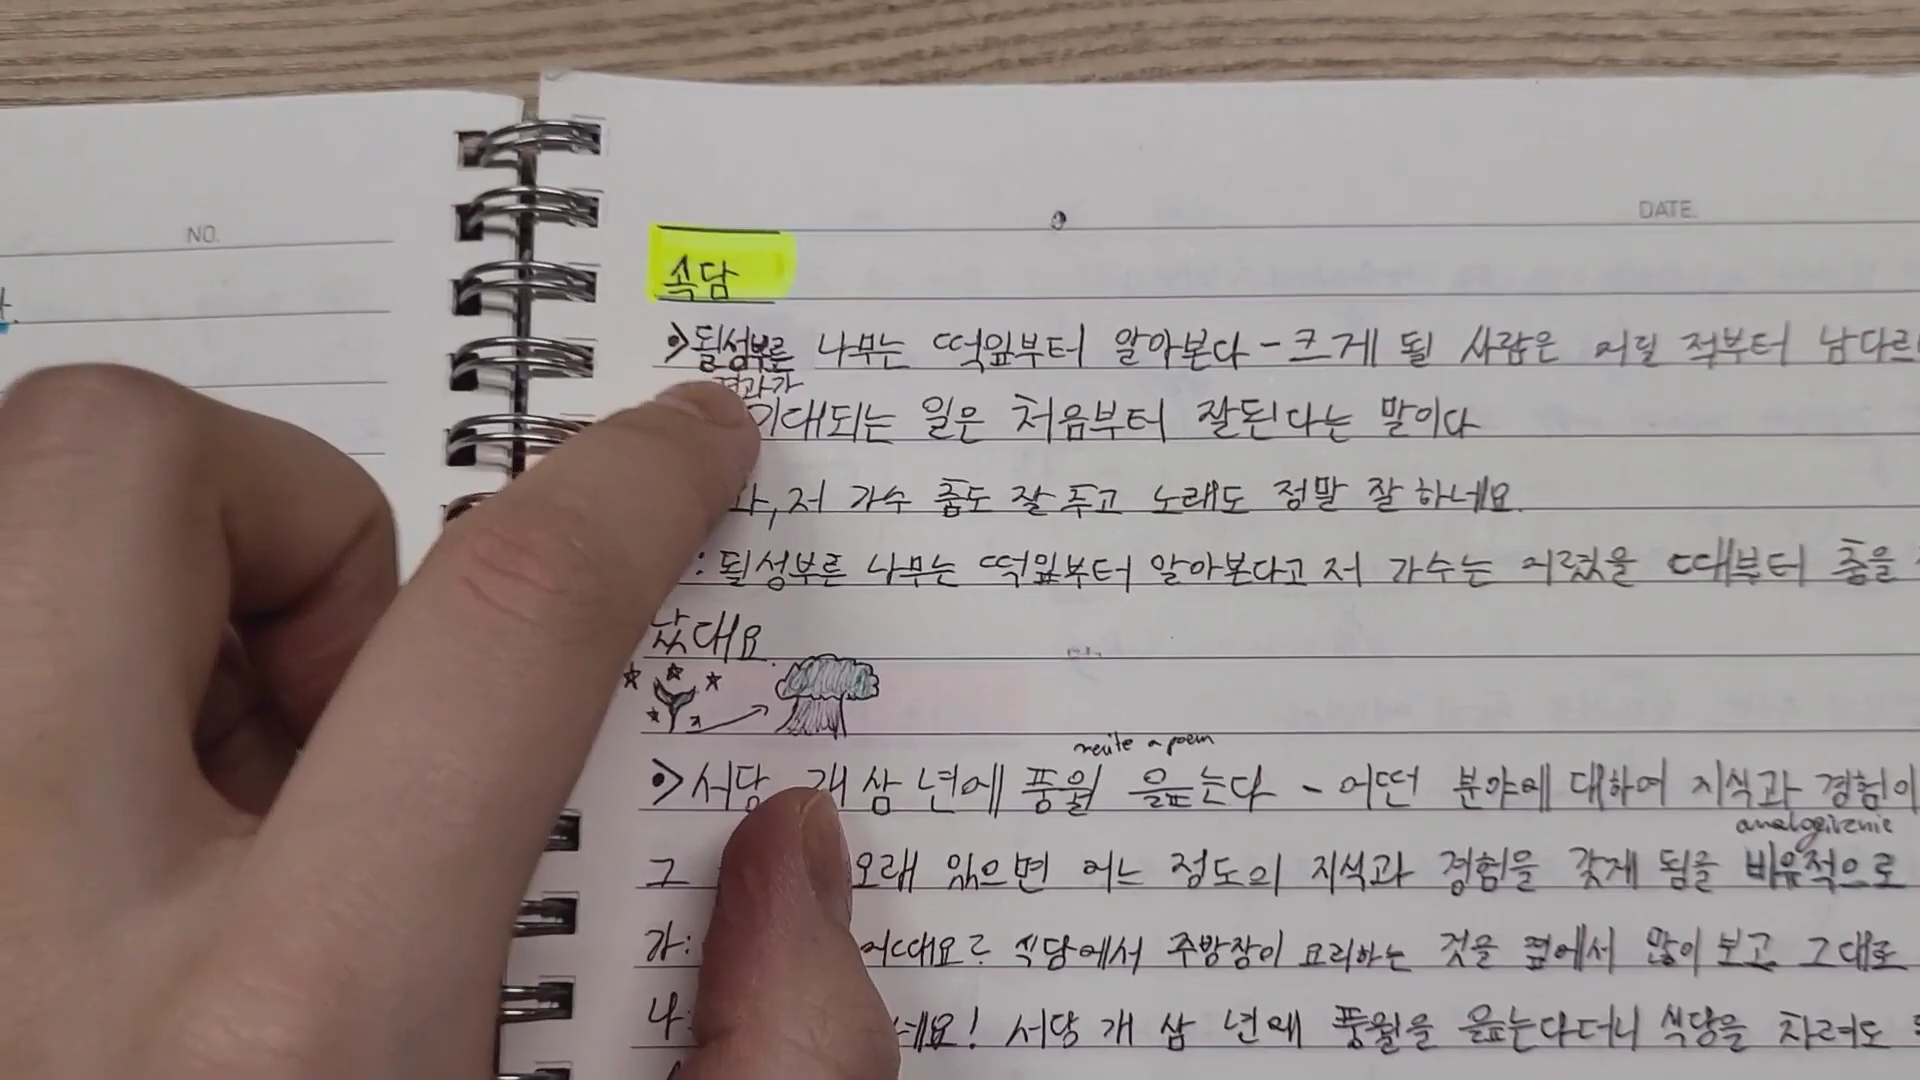 NO.
DATE.
속담
될성부른 나무는 떡잎부터 알아본다 - 크게 될 사람은 어릴 적부터 남다르
결과가
대되는 일은 처음부터 잘된다는 말이다
와, 저 가수 춤도 잘 추고 노래도 정말 잘 하네요.
: 될성부른 나무는 떡잎부터 알아본다고 저 가수는 어렸을 때부터 춤을
췄대요.
서당 개 삼 년에 풍월 읊는다 - 어떤 분야에 대하여 지식과 경험이
그 오래 있으면 어느 정도의 지식과 경험을 갖게 됨을 비유적으로
가: 어때요? 식당에서 주방장이 요리하는 것을 옆에서 많이 보고 그대로
나: 네요! 서당 개 삼 년에 풍월을 읊는다더니 식당을 차려도